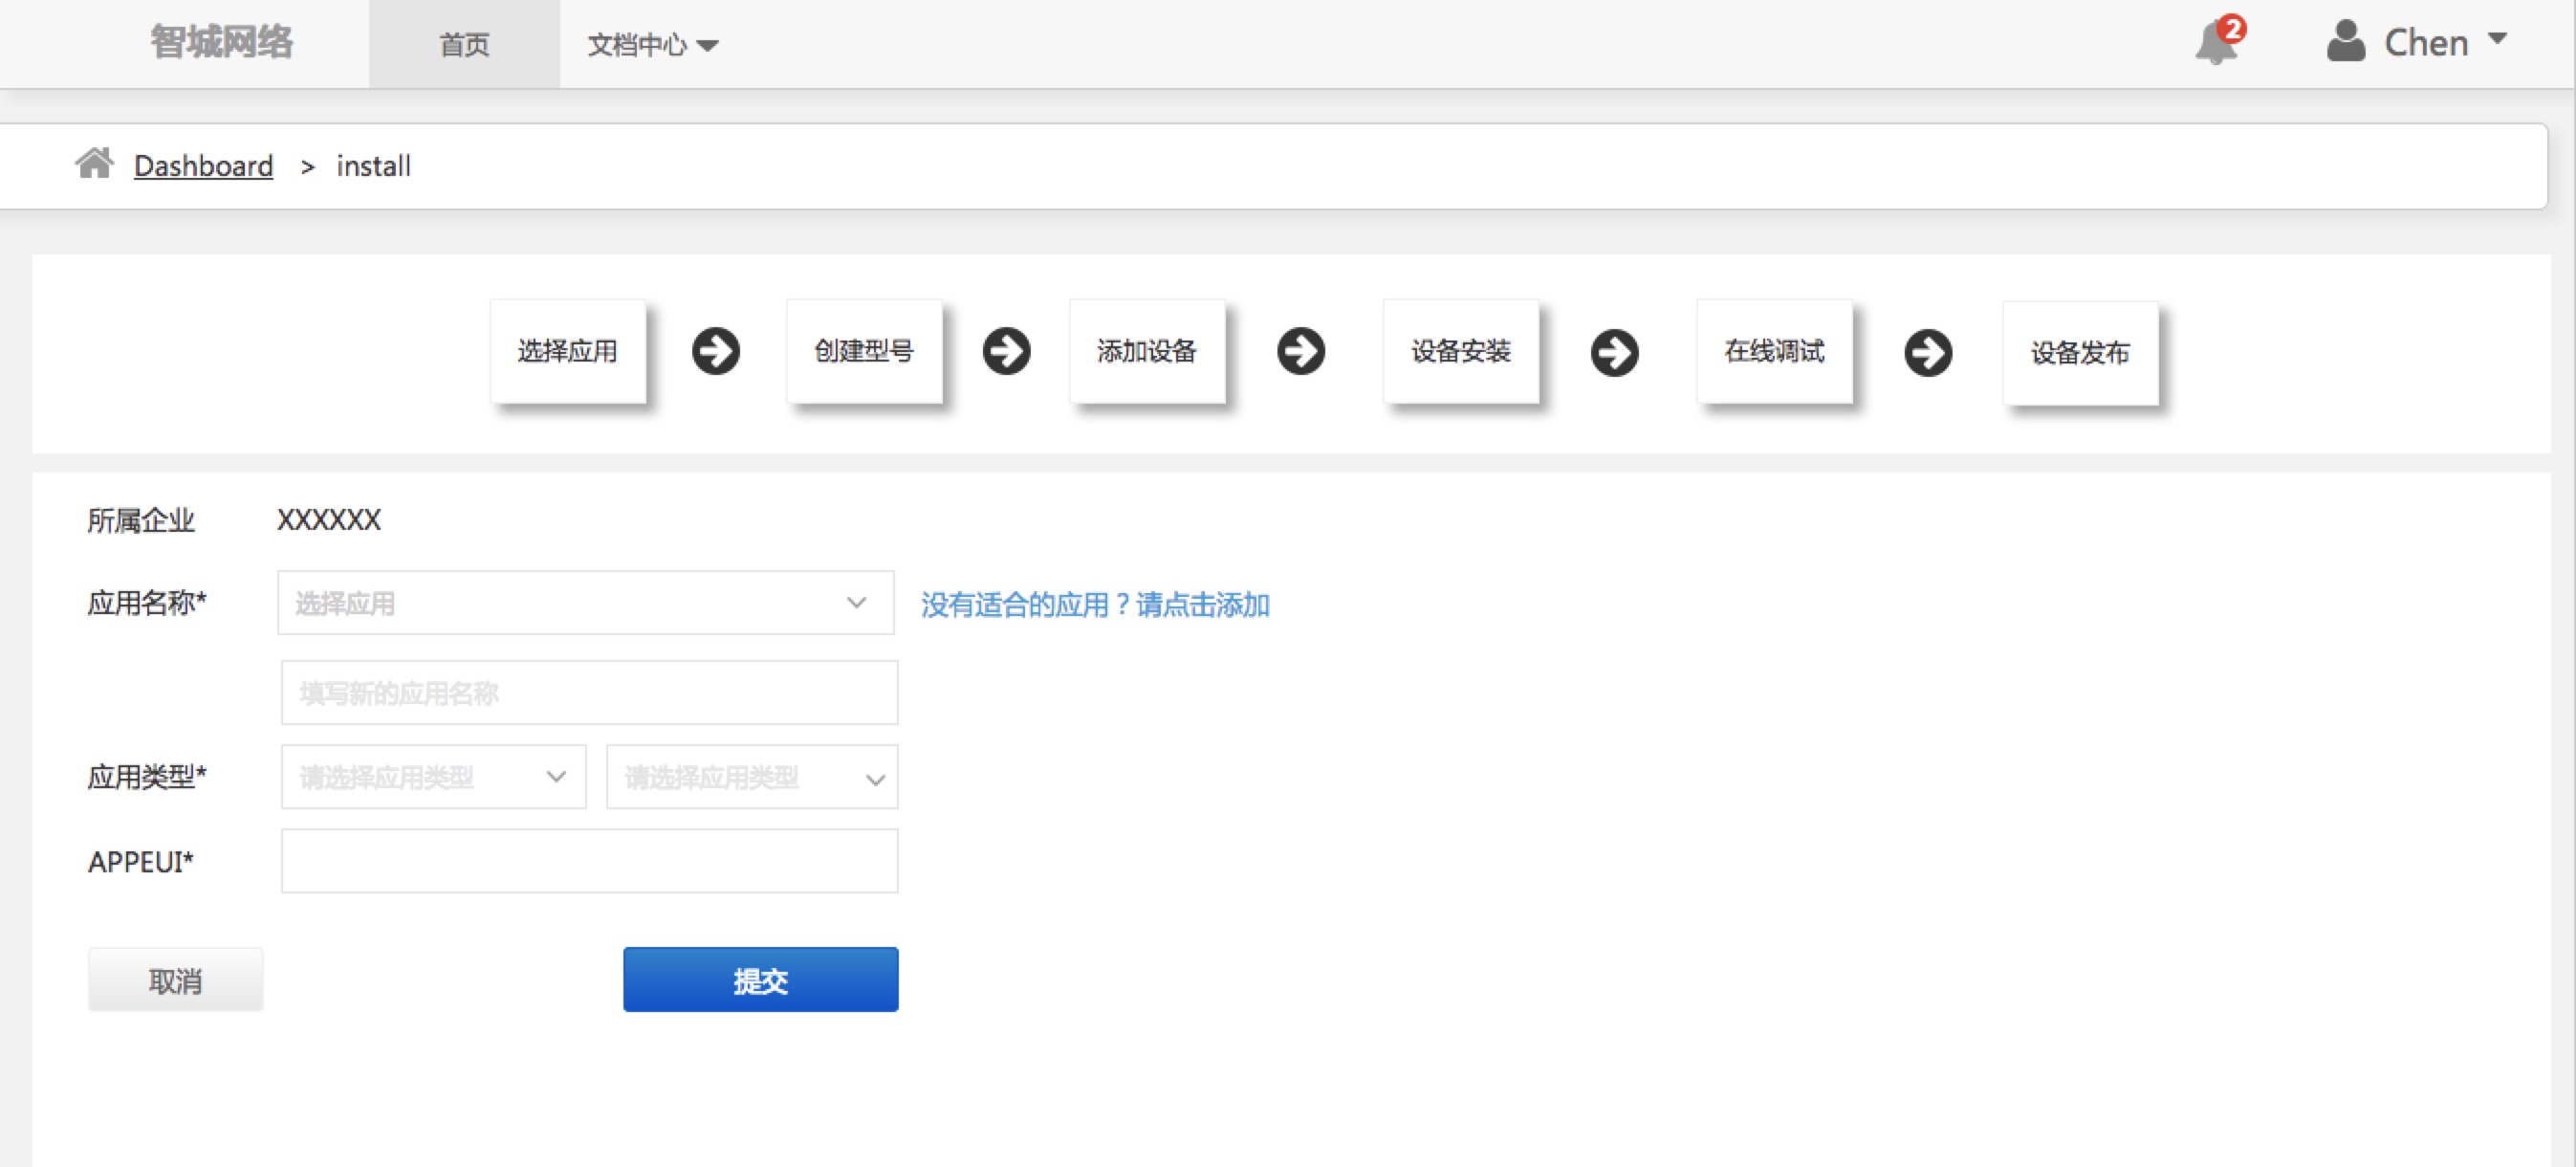 智城网络 首页 文档中心 2 Chen
Dashboard > install
选择应用 创建型号 添加设备 设备安装 在线调试 设备发布
所属企业 XXXXXX
应用名称* 选择应用 没有适合的应用？请点击添加
填写新的应用名称
应用类型* 请选择应用类型 请选择应用类型
APPEUI*
取消 提交